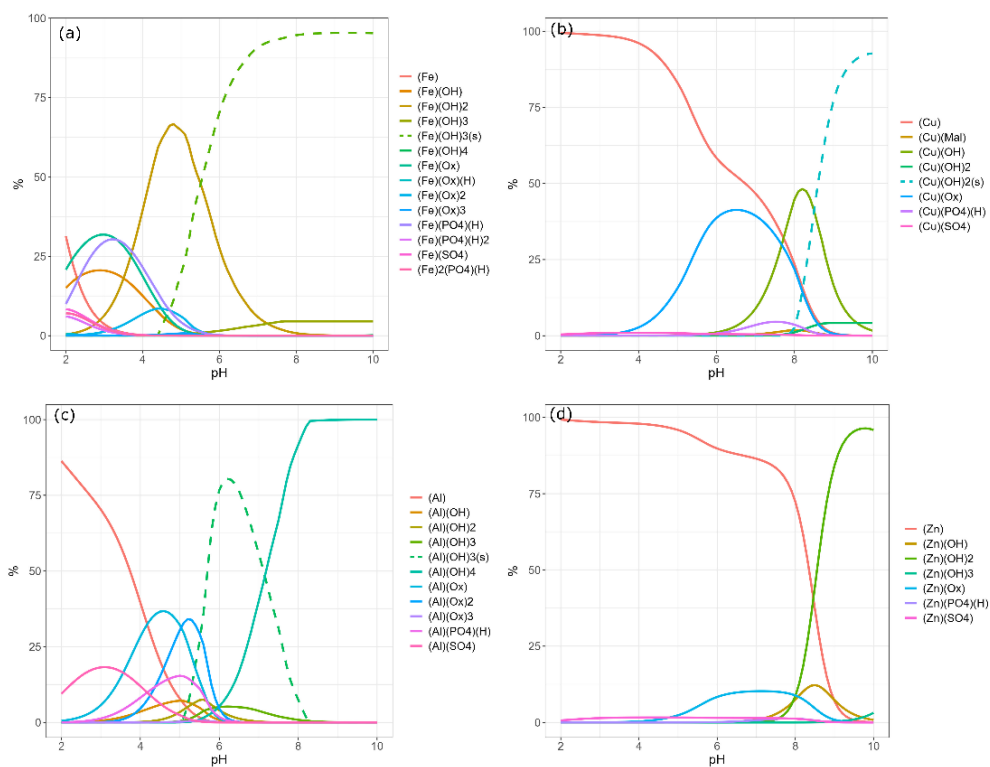 (a)
100
75
50
25
0
%
2
4
6
8
10
pH
(Fe)
(Fe)(OH)
(Fe)(OH)2
(Fe)(OH)3
(Fe)(OH)3(s)
(Fe)(OH)4
(Fe)(Ox)
(Fe)(Ox)(H)
(Fe)(Ox)2
(Fe)(Ox)3
(Fe)(PO4)(H)
(Fe)(PO4)(H)2
(Fe)(SO4)
(Fe)2(PO4)(H)
(b)
100
75
50
25
0
%
2
4
6
8
10
pH
(Cu)
(Cu)(Mal)
(Cu)(OH)
(Cu)(OH)2
(Cu)(OH)2(s)
(Cu)(Ox)
(Cu)(PO4)(H)
(Cu)(SO4)
(c)
100
75
50
25
0
%
2
4
6
8
10
pH
(Al)
(Al)(OH)
(Al)(OH)2
(Al)(OH)3
(Al)(OH)3(s)
(Al)(OH)4
(Al)(Ox)
(Al)(Ox)2
(Al)(Ox)3
(Al)(PO4)(H)
(Al)(SO4)
(d)
100
75
50
25
0
%
2
4
6
8
10
pH
(Zn)
(Zn)(OH)
(Zn)(OH)2
(Zn)(OH)3
(Zn)(Ox)
(Zn)(PO4)(H)
(Zn)(SO4)